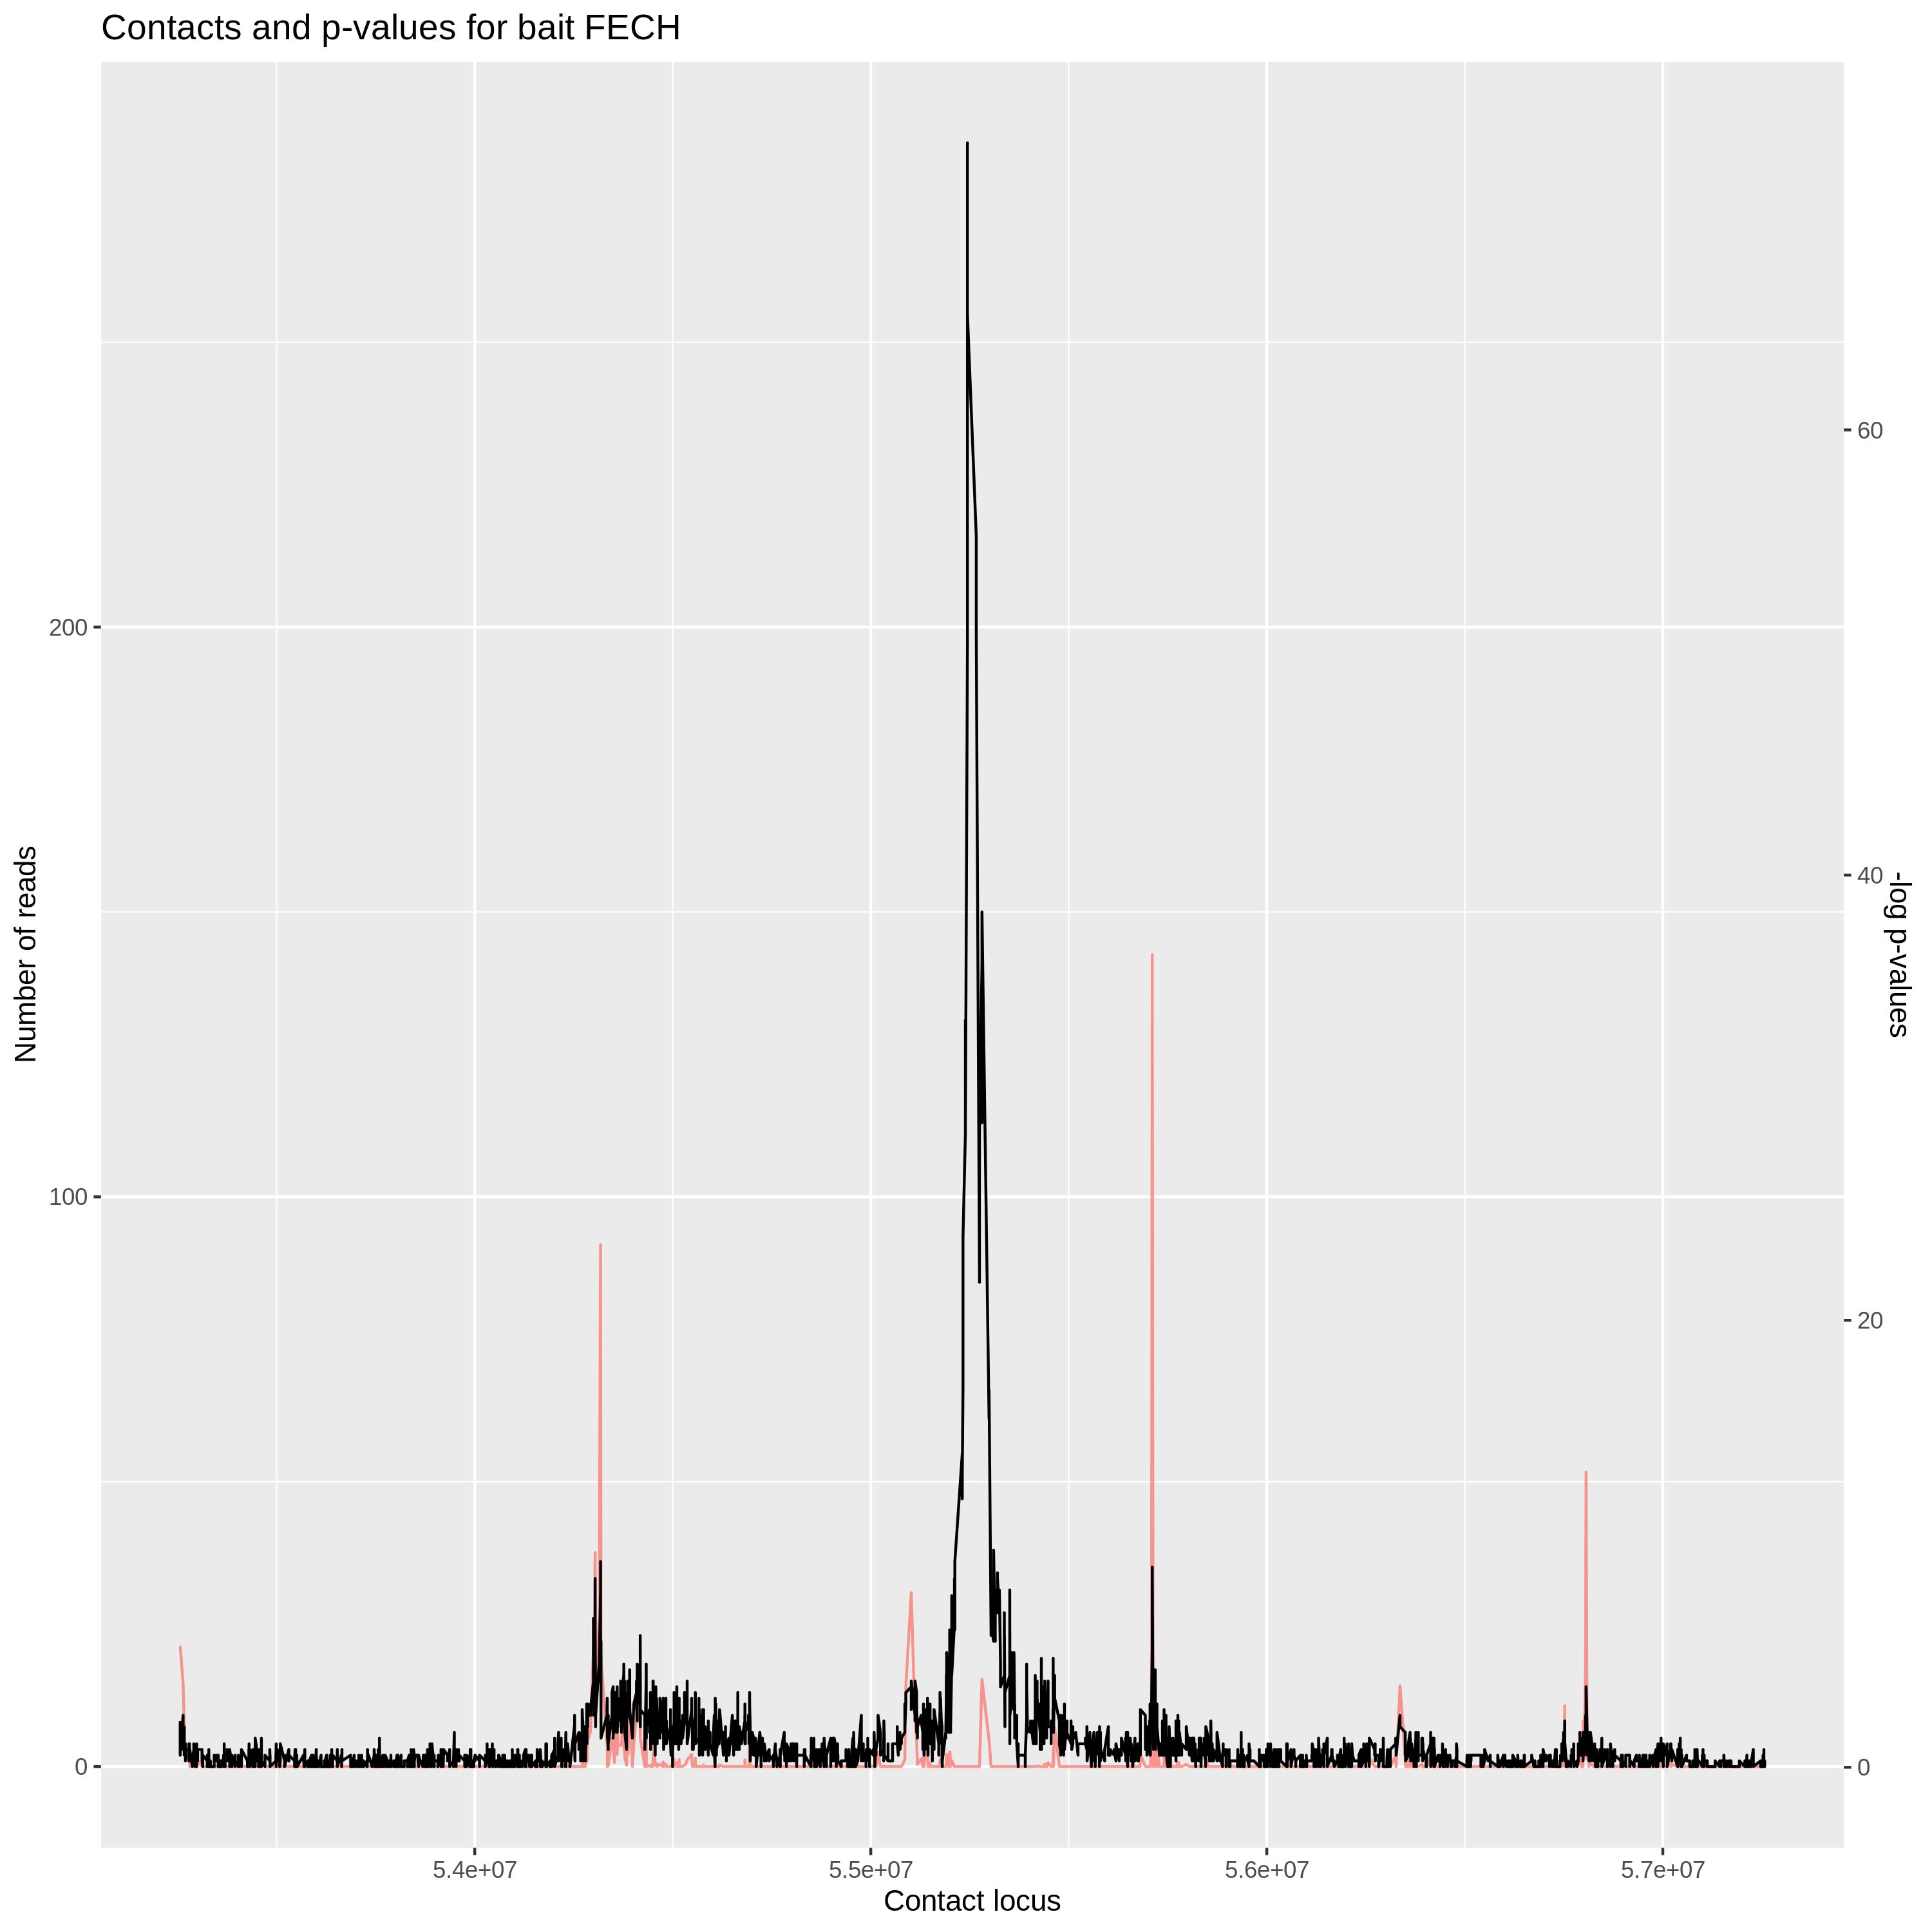 Contacts and p-values for bait FECH
Number of reads
200
100
0
60
40
20
0
-log p-values
5.4e+07
5.5e+07
5.6e+07
5.7e+07
Contact locus